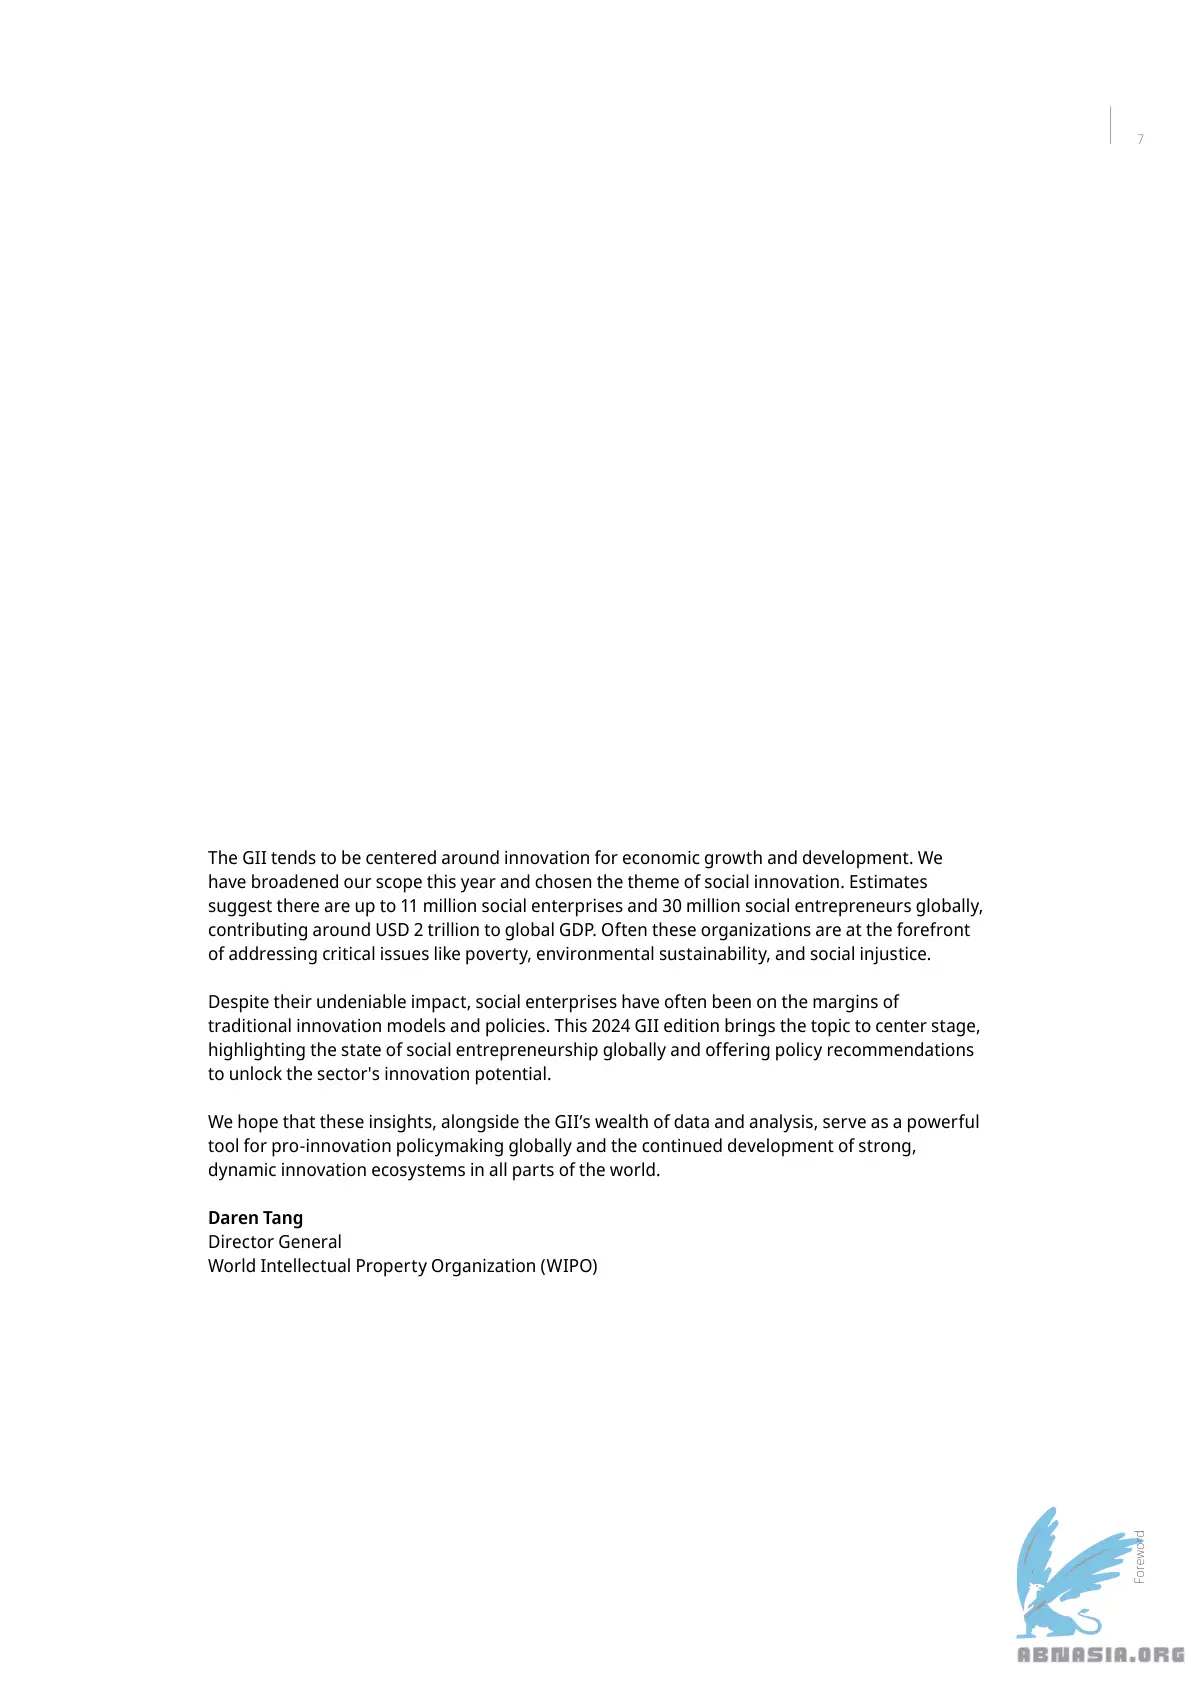 7
The GII tends to be centered around innovation for economic growth and development. We
have broadened our scope this year and chosen the theme of social innovation. Estimates
suggest there are up to 11 million social enterprises and 30 million social entrepreneurs globally,
contributing around USD 2 trillion to global GDP. Often these organizations are at the forefront
of addressing critical issues like poverty, environmental sustainability, and social injustice.
Despite their undeniable impact, social enterprises have often been on the margins of
traditional innovation models and policies. This 2024 GII edition brings the topic to center stage,
highlighting the state of social entrepreneurship globally and offering policy recommendations
to unlock the sector's innovation potential.
We hope that these insights, alongside the GII’s wealth of data and analysis, serve as a powerful
tool for pro-innovation policymaking globally and the continued development of strong,
dynamic innovation ecosystems in all parts of the world.
Daren Tang
Director General
World Intellectual Property Organization (WIPO)
Foreword
ABNASIA.ORG